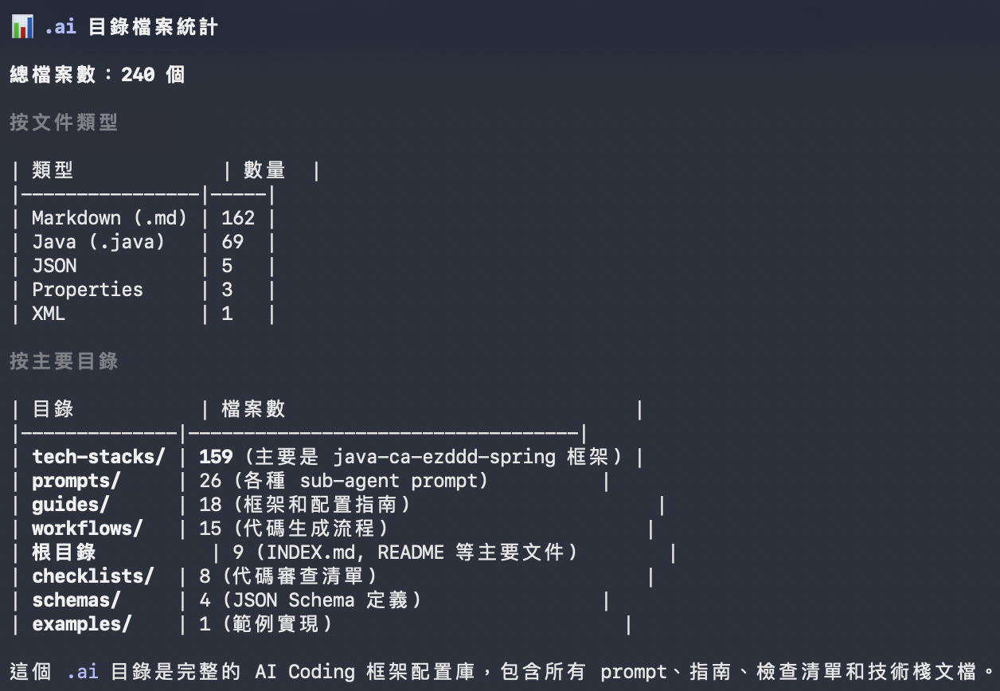 📊 .ai 目錄檔案統計
總檔案數：240 個
按文件類型
| 類型 | 數量 |
|----------------|-----|
| Markdown (.md) | 162 |
| Java (.java) | 69 |
| JSON | 5 |
| Properties | 3 |
| XML | 1 |
按主要目錄
| 目錄 | 檔案數 |
|--------------|-----------------------------------|
| tech-stacks/ | 159 (主要是 java-ca-ezddd-spring 框架) |
| prompts/ | 26 (各種 sub-agent prompt) |
| guides/ | 18 (框架和配置指南) |
| workflows/ | 15 (代碼生成流程) |
| 根目錄 | 9 (INDEX.md, README 等主要文件) |
| checklists/ | 8 (代碼審查清單) |
| schemas/ | 4 (JSON Schema 定義) |
| examples/ | 1 (範例實現) |
這個 .ai 目錄是完整的 AI Coding 框架配置庫，包含所有 prompt、指南、檢查清單和技術棧文檔。